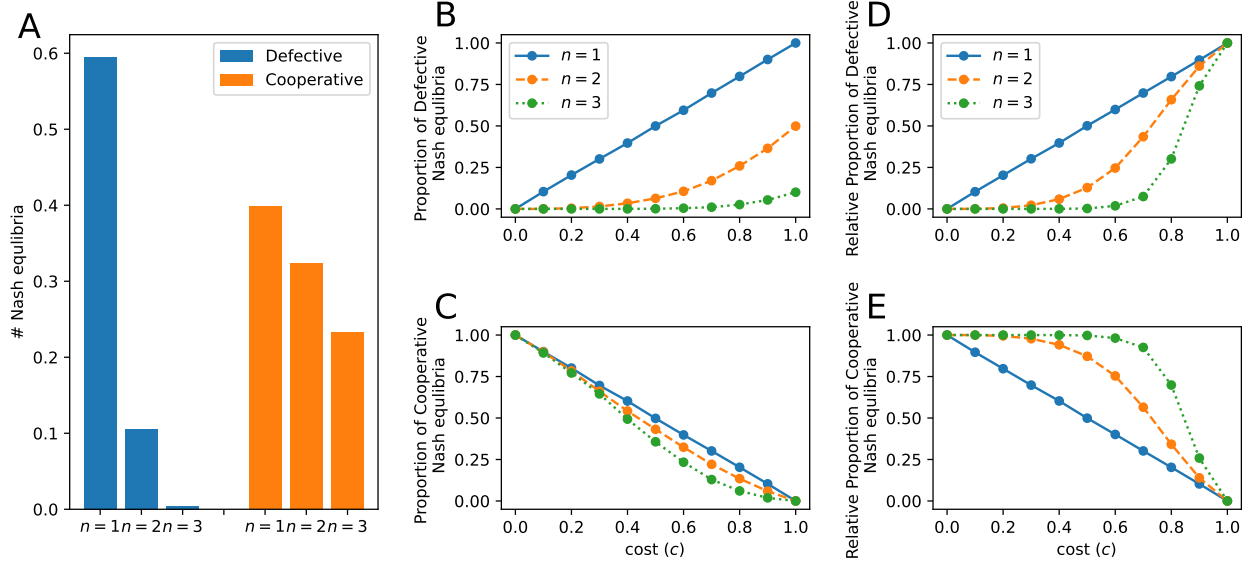 A
# Nash equlibria
0.6
0.5
0.4
0.3
0.2
0.1
0.0
Defective
Cooperative
n = 1 n = 2 n = 3 n = 1 n = 2 n = 3
B
Proportion of Defective
Nash equlibria
1.00
0.75
0.50
0.25
0.00
n = 1
n = 2
n = 3
0.0 0.2 0.4 0.6 0.8 1.0
C
Proportion of Cooperative
Nash equlibria
1.00
0.75
0.50
0.25
0.00
0.0 0.2 0.4 0.6 0.8 1.0
cost (c)
D
Relative Proportion of Defective
Nash equlibria
1.00
0.75
0.50
0.25
0.00
n = 1
n = 2
n = 3
0.0 0.2 0.4 0.6 0.8 1.0
E
Relative Proportion of Cooperative
Nash equlibria
1.00
0.75
0.50
0.25
0.00
0.0 0.2 0.4 0.6 0.8 1.0
cost (c)